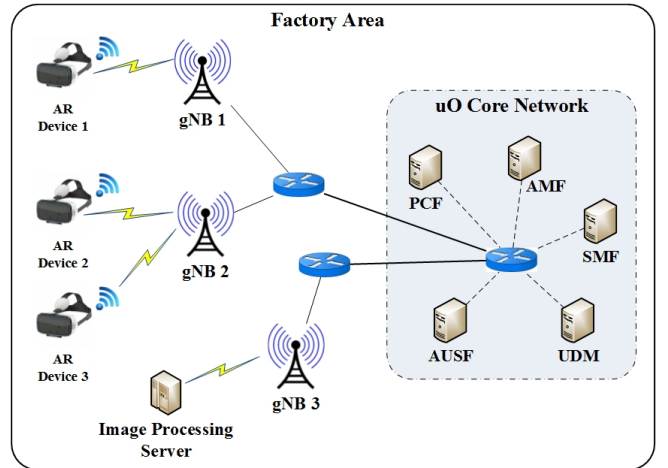 Factory Area
AR
Device 1
gNB 1
uO Core Network
PCF
AMF
AR
Device 2
gNB 2
SMF
AR
Device 3
AUSF
UDM
gNB 3
Image Processing
Server